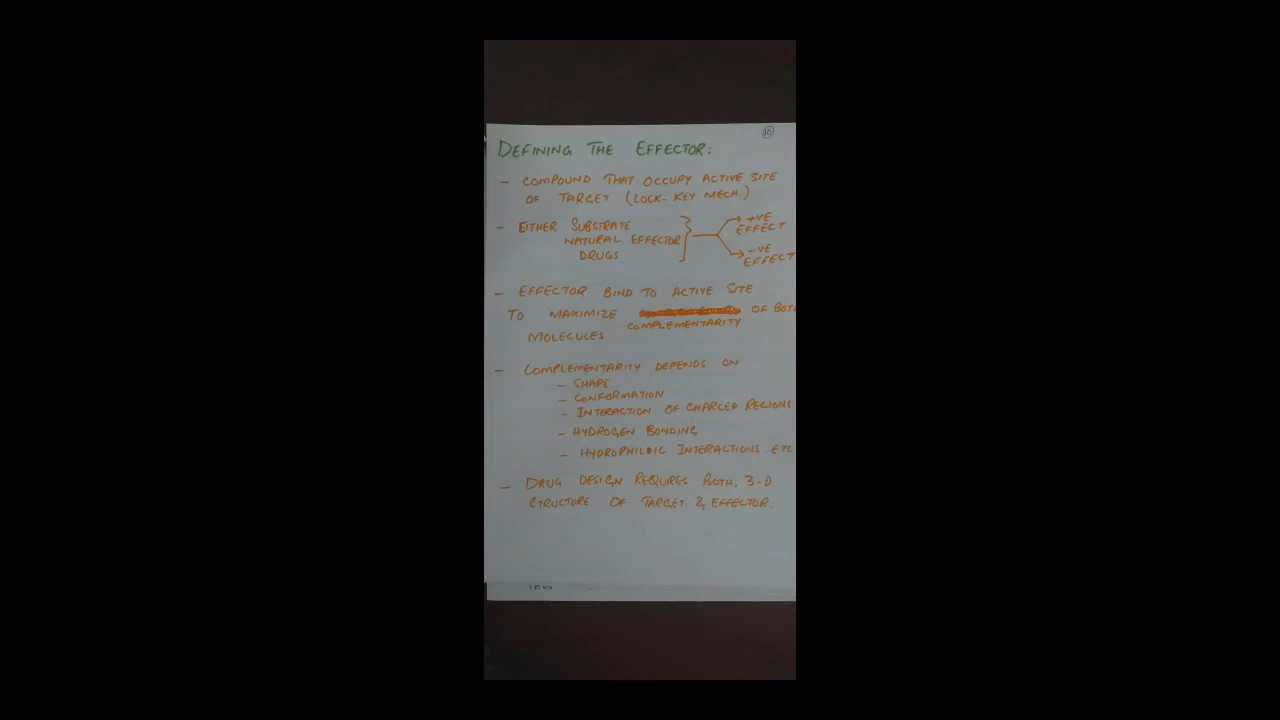 10
DEFINING THE EFFECTOR:
- COMPOUND THAT OCCUPY ACTIVE SITE
OF TARGET (LOCK-KEY MECH.)
- EITHER SUBSTRATE
NATURAL EFFECTOR
DRUGS
+VE
EFFECT
-VE
EFFECT
- EFFECTOR BIND TO ACTIVE SITE
TO MAXIMIZE COMPLEMENTARITY OF BOTH
MOLECULES
- COMPLEMENTARITY DEPENDS ON
- SHAPE
- CONFORMATION
- INTERACTION OF CHARGED REGIONS
- HYDROGEN BONDING
- HYDROPHILOIC INTERACTIONS ETC
- DRUG DESIGN REQUIRES BOTH, 3-D
STRUCTURE OF TARGET & EFFECTOR.